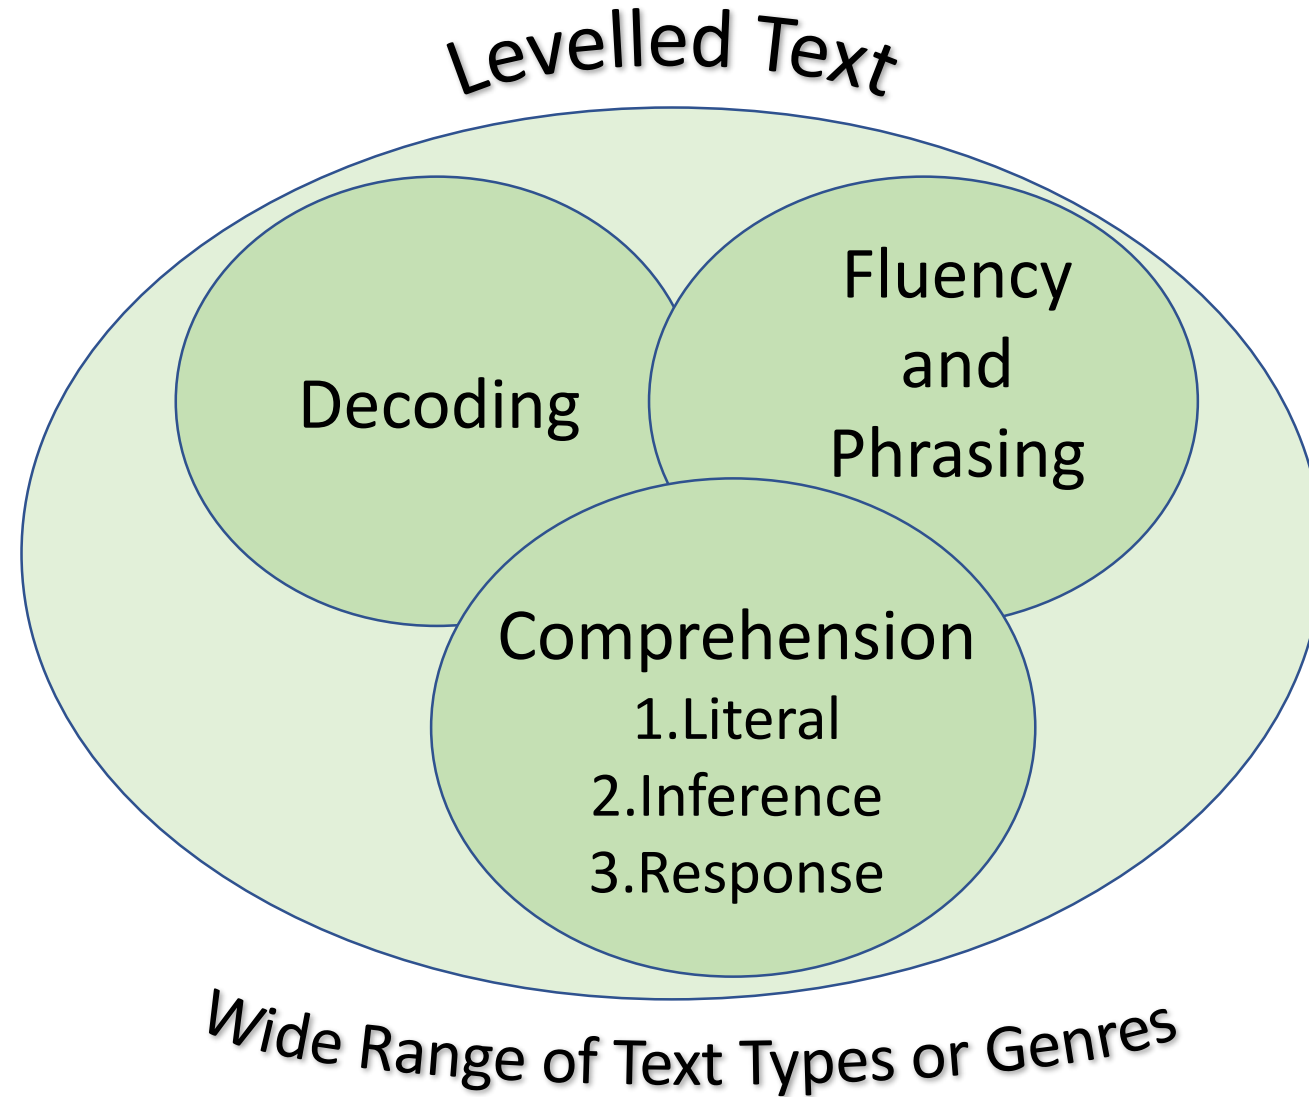 Levelled Text
Decoding
Fluency
and
Phrasing
Comprehension
1.Literal
2.Inference
3.Response
Wide Range of Text Types or Genres